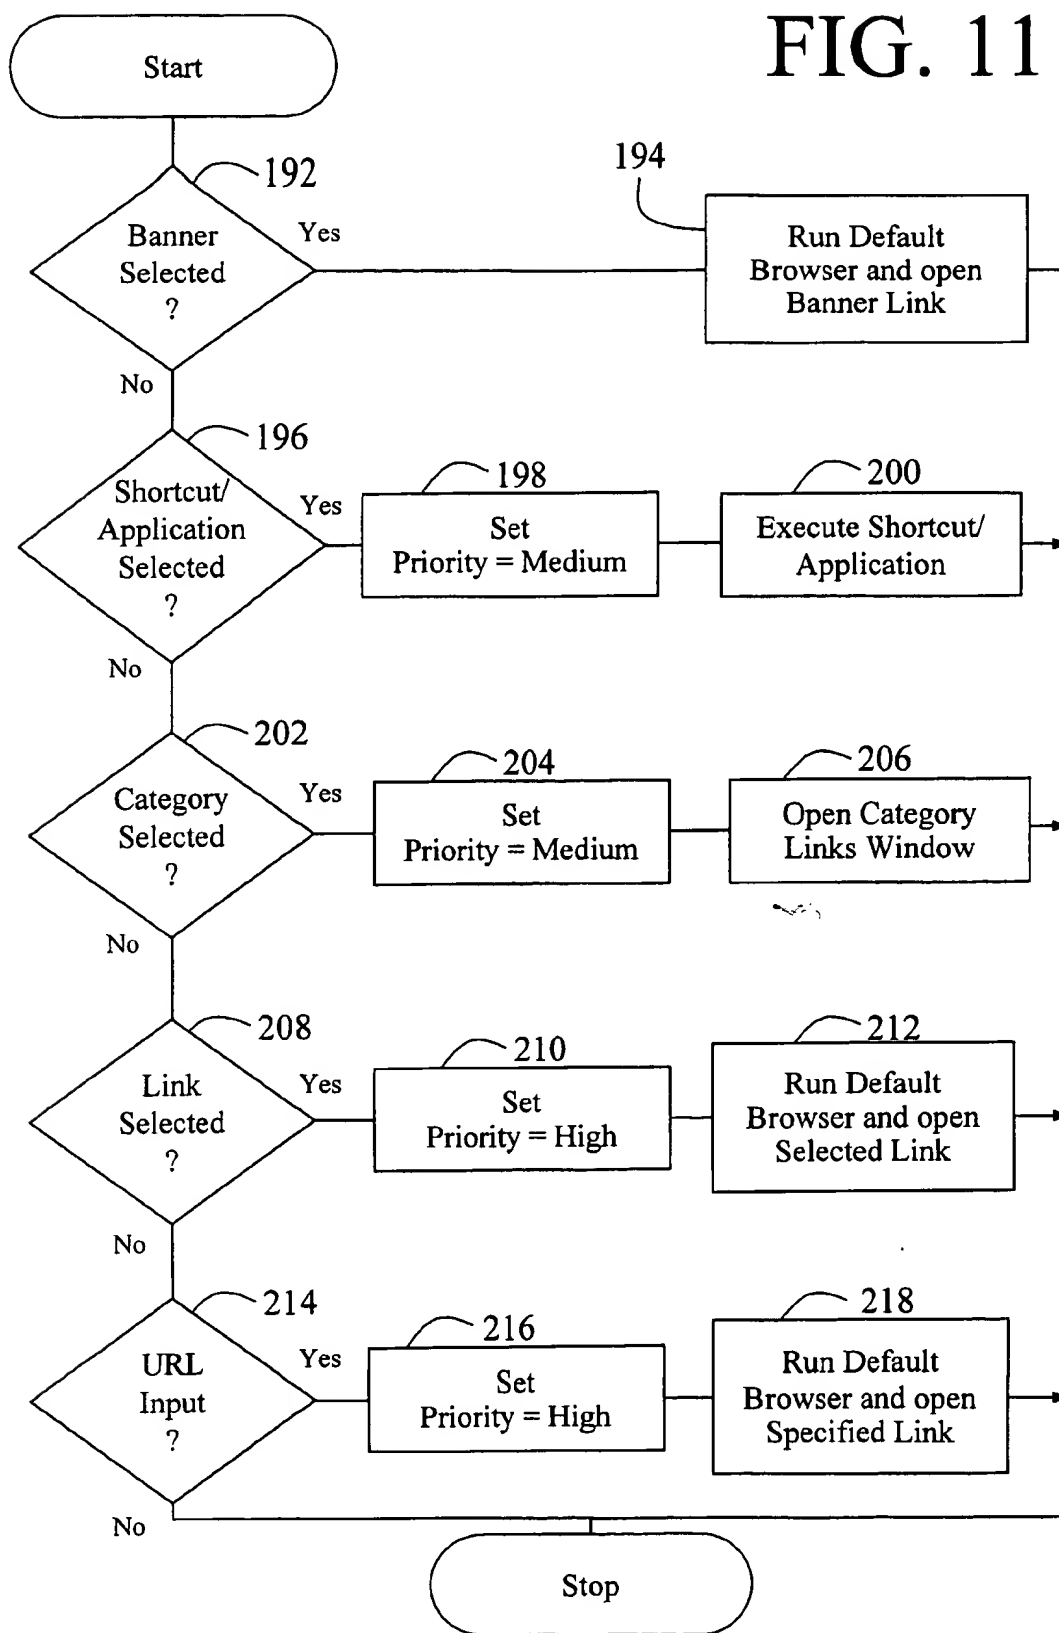 FIG. 11
Start
192
Banner
Selected
?
Yes
No
194
Run Default
Browser and open
Banner Link
196
Shortcut/
Application
Selected
?
Yes
No
198
Set
Priority = Medium
200
Execute Shortcut/
Application
202
Category
Selected
?
Yes
No
204
Set
Priority = Medium
206
Open Category
Links Window
208
Link
Selected
?
Yes
No
210
Set
Priority = High
212
Run Default
Browser and open
Selected Link
214
URL
Input
?
Yes
No
216
Set
Priority = High
218
Run Default
Browser and open
Specified Link
Stop